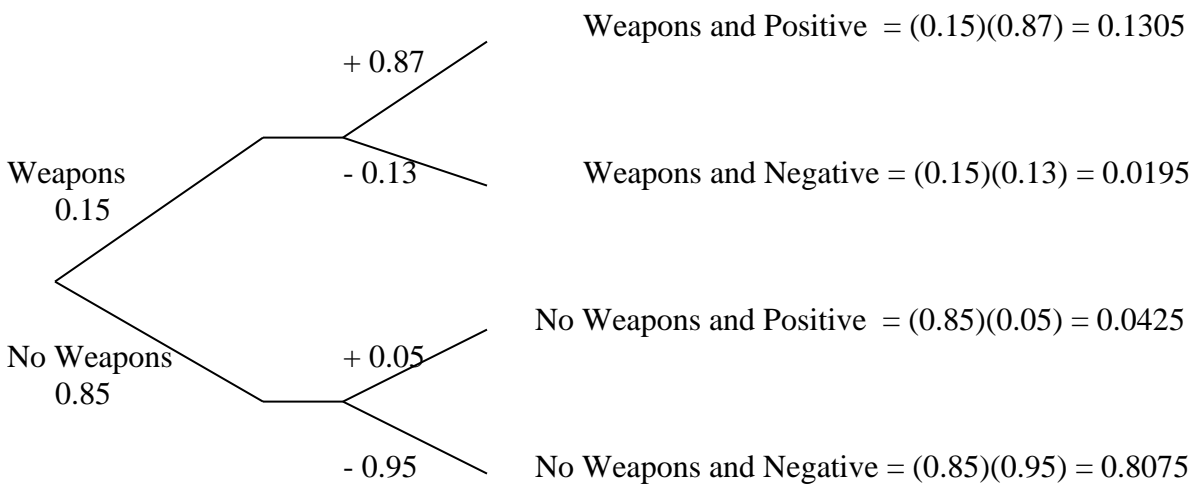 Weapons and Positive = (0.15)(0.87) = 0.1305
+ 0.87
Weapons
- 0.13
Weapons and Negative = (0.15)(0.13) = 0.0195
0.15
No Weapons and Positive = (0.85)(0.05) = 0.0425
No Weapons
+ 0.05
0.85
- 0.95
No Weapons and Negative = (0.85)(0.95) = 0.8075